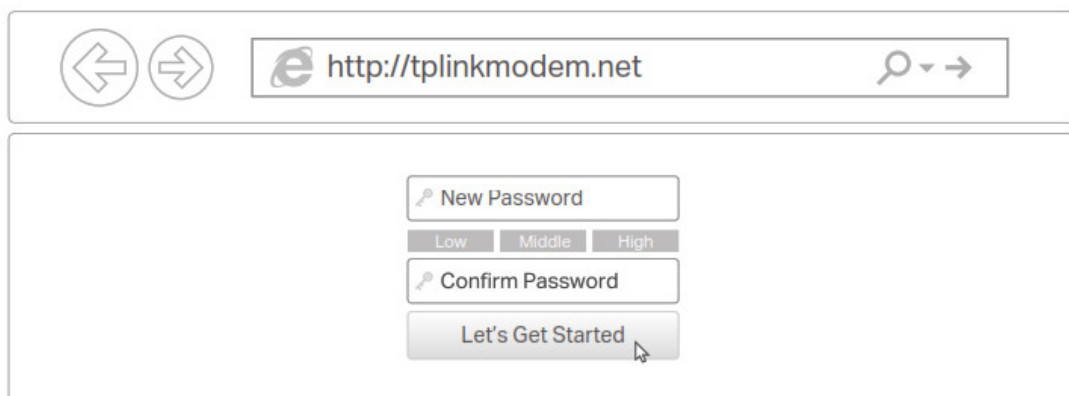 http://tplinkmodem.net
New Password
Low Middle High
Confirm Password
Let's Get Started